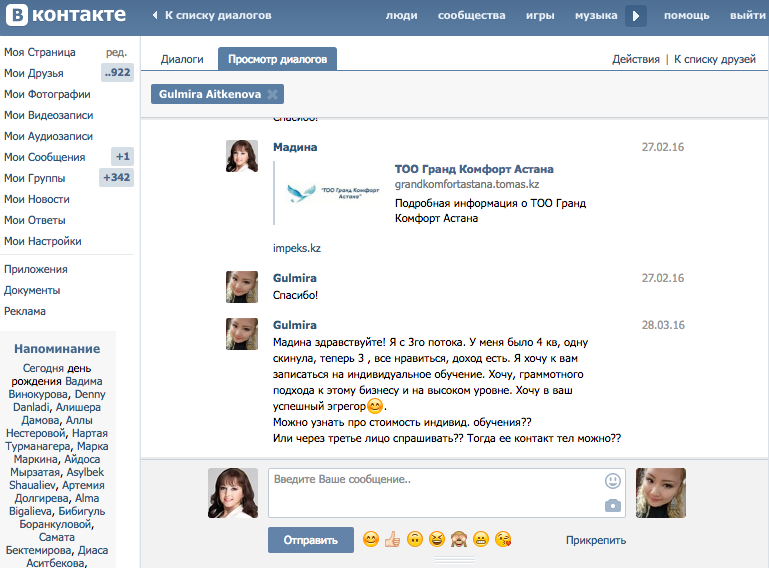 В контакте
К списку диалогов
люди
сообщества
игры
музыка
помощь
выйти
Моя Страница
ред.
Мои Друзья
..922
Мои Фотографии
Мои Видеозаписи
Мои Аудиозаписи
Мои Сообщения
+1
Мои Группы
+342
Мои Новости
Мои Ответы
Мои Настройки
Приложения
Документы
Реклама
Напоминание
Сегодня день
рождения Вадима
Винокурова, Denny
Danladi, Алишера
Дамова, Аллы
Нестеровой, Нартая
Турманагера, Марка
Маркина, Айдоса
Мырзатая, Asylbek
Shaualiev, Артемия
Долгирева, Alma
Bigalieva, Бибигуль
Боранкуловой,
Самата
Бектемирова, Диаса
Аситбекова,
Диалоги
Просмотр диалогов
Действия | К списку друзей
Gulmira Aitkenova
Спасибо!
Мадина
27.02.16
"ТОО Гранд Комфорт
Астана"
ТОО Гранд Комфорт Астана
grandkomfortastana.tomas.kz
Подробная информация о ТОО Гранд
Комфорт Астана
impeks.kz
Gulmira
27.02.16
Спасибо!
Gulmira
28.03.16
Мадина здравствуйте! Я с 3го потока. У меня было 4 кв, одну
скинула, теперь 3 , все нравиться, доход есть. Я хочу к вам
записаться на индивидуальное обучение. Хочу, граммотного
подхода к этому бизнесу и на высоком уровне. Хочу в ваш
успешный эгрегор😊.
Можно узнать про стоимость индивид. обучения??
Или через третье лицо спрашивать?? Тогда ее контакт тел можно??
Введите Ваше сообщение..
Отправить
Прикрепить